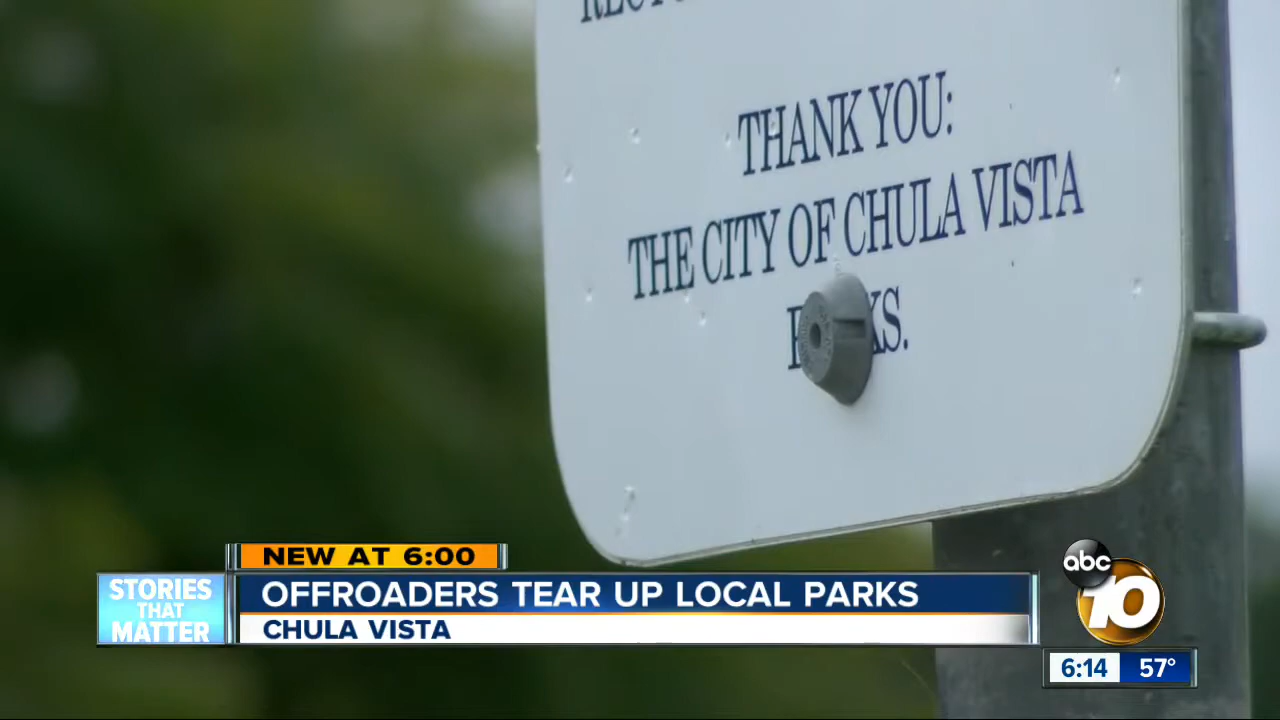 THANK YOU:
THE CITY OF CHULA VISTA
NEW AT 6:00
STORIES
THAT
MATTER
OFFROADERS TEAR UP LOCAL PARKS
CHULA VISTA
abc
10
6:14 57°